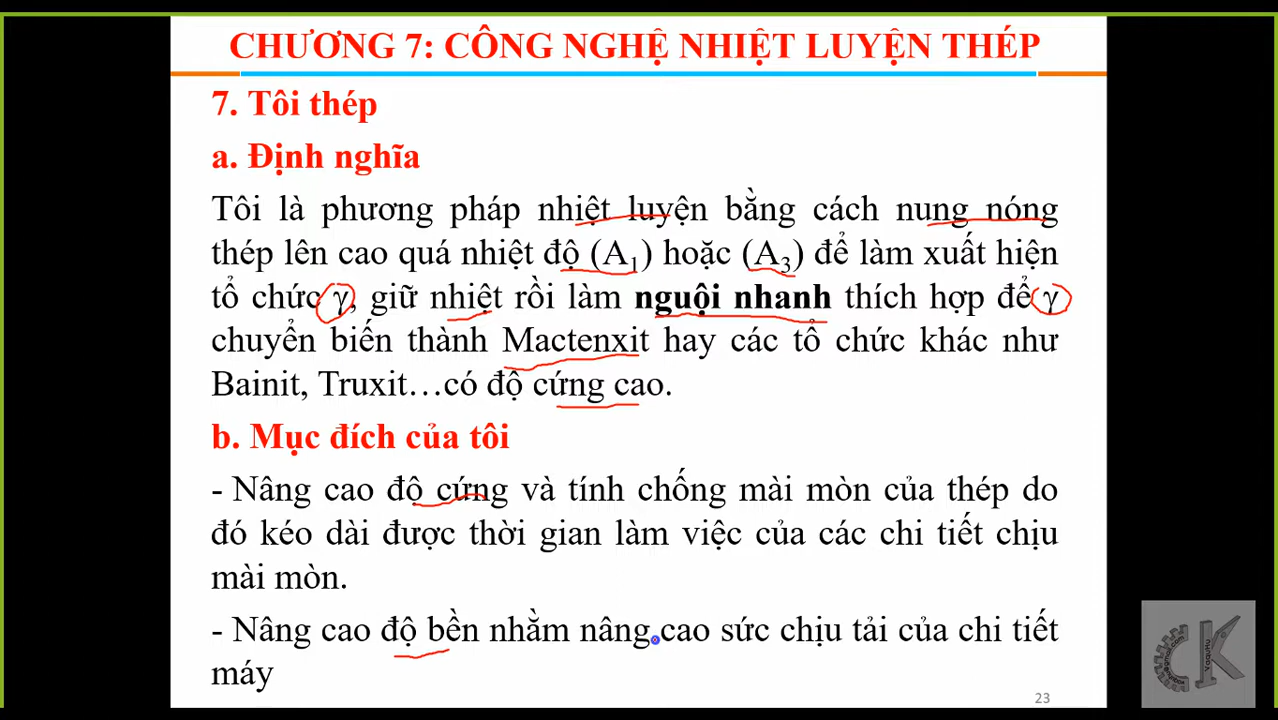 CHƯƠNG 7: CÔNG NGHỆ NHIỆT LUYỆN THÉP
7. Tôi thép
a. Định nghĩa
Tôi là phương pháp nhiệt luyện bằng cách nung nóng
thép lên cao quá nhiệt độ (A₁) hoặc (A₃) để làm xuất hiện
tổ chức γ, giữ nhiệt rồi làm nguội nhanh thích hợp để γ
chuyển biến thành Mactenxit hay các tổ chức khác như
Bainit, Truxit…có độ cứng cao.
b. Mục đích của tôi
- Nâng cao độ cứng và tính chống mài mòn của thép do
đó kéo dài được thời gian làm việc của các chi tiết chịu
mài mòn.
- Nâng cao độ bền nhằm nâng cao sức chịu tải của chi tiết
máy
23